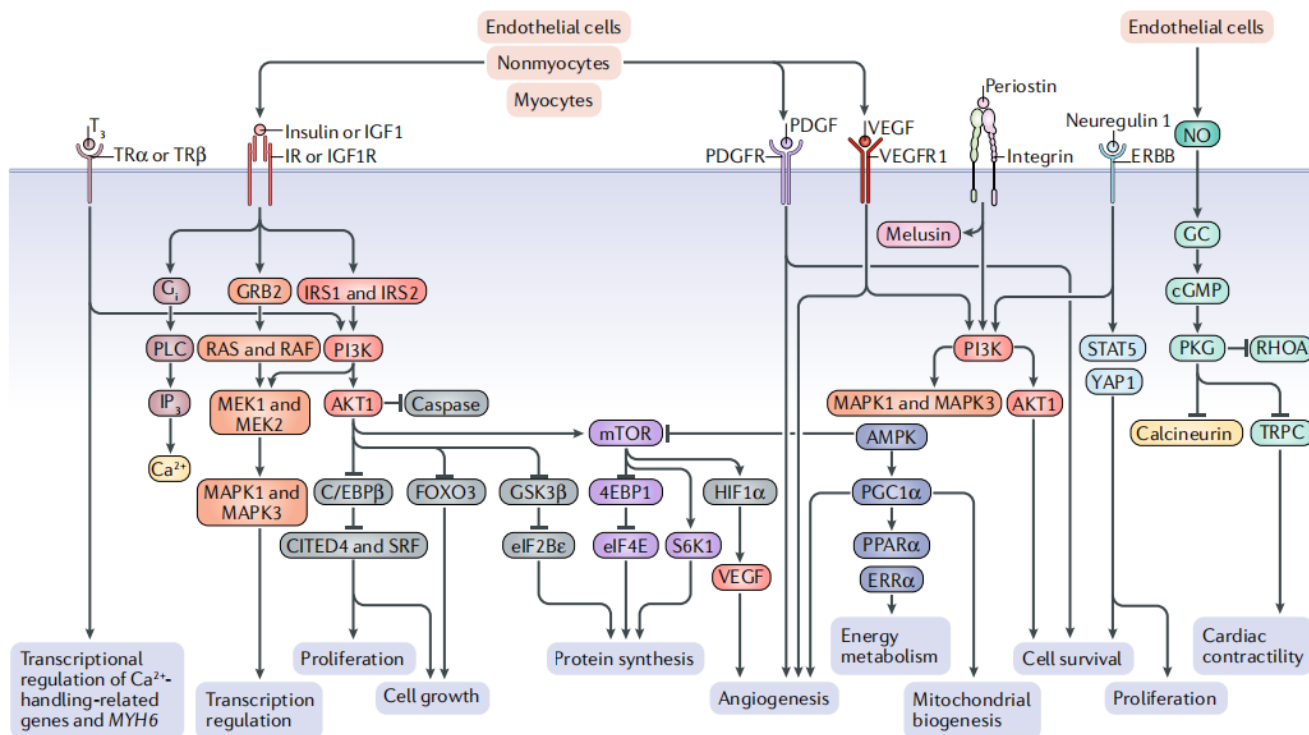 Endothelial cells
Endothelial cells
Nonmyocytes
Myocytes
Periostin
T3
Insulin or IGF1
PDGF
VEGF
Neuregulin 1
NO
TRα or TRβ
IR or IGF1R
PDGFR
VEGFR1
Integrin
ERBB
Melusin
GC
Gi
GRB2
IRS1 and IRS2
cGMP
PLC
RAS and RAF
PI3K
PI3K
STAT5
PKG
RHOA
YAP1
IP3
MEK1 and
MEK2
AKT1
Caspase
MAPK1 and MAPK3
AKT1
mTOR
AMPK
Calcineurin
TRPC
Ca2+
MAPK1 and
MAPK3
C/EBPβ
FOXO3
GSK3β
4EBP1
HIF1α
PGC1α
CITED4 and SRF
eIF2Bε
eIF4E
S6K1
PPARα
VEGF
ERRα
Transcriptional
regulation of Ca2+-
handling-related
genes and MYH6
Transcription
regulation
Proliferation
Cell growth
Protein synthesis
Angiogenesis
Energy
metabolism
Mitochondrial
biogenesis
Cell survival
Proliferation
Cardiac
contractility